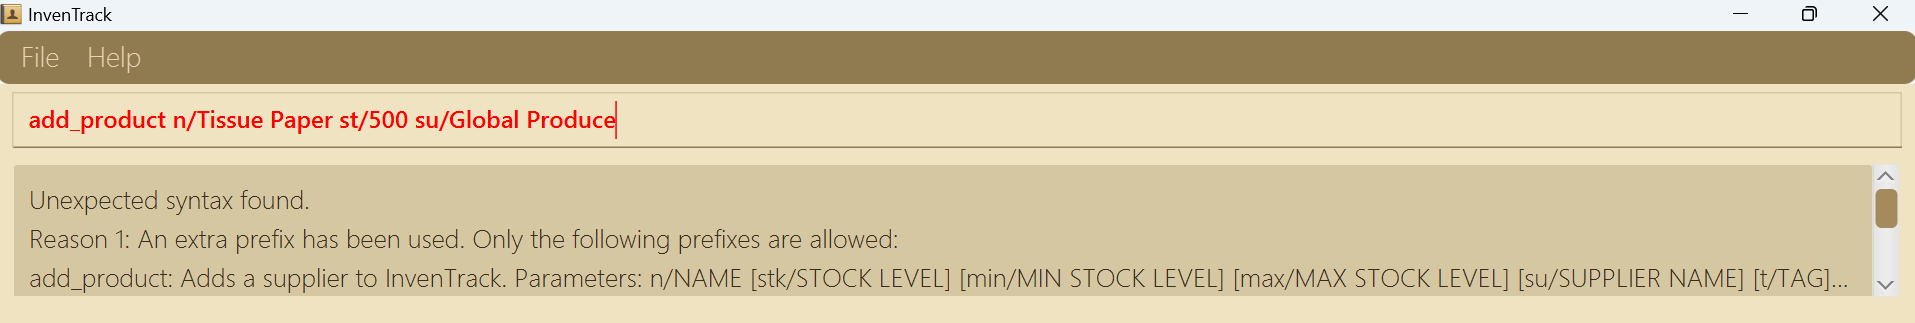 InvenTrack
File Help
add_product n/Tissue Paper st/500 su/Global Produce
Unexpected syntax found.
Reason 1: An extra prefix has been used. Only the following prefixes are allowed:
add_product: Adds a supplier to InvenTrack. Parameters: n/NAME [stk/STOCK LEVEL] [min/MIN STOCK LEVEL] [max/MAX STOCK LEVEL] [su/SUPPLIER NAME] [t/TAG]...